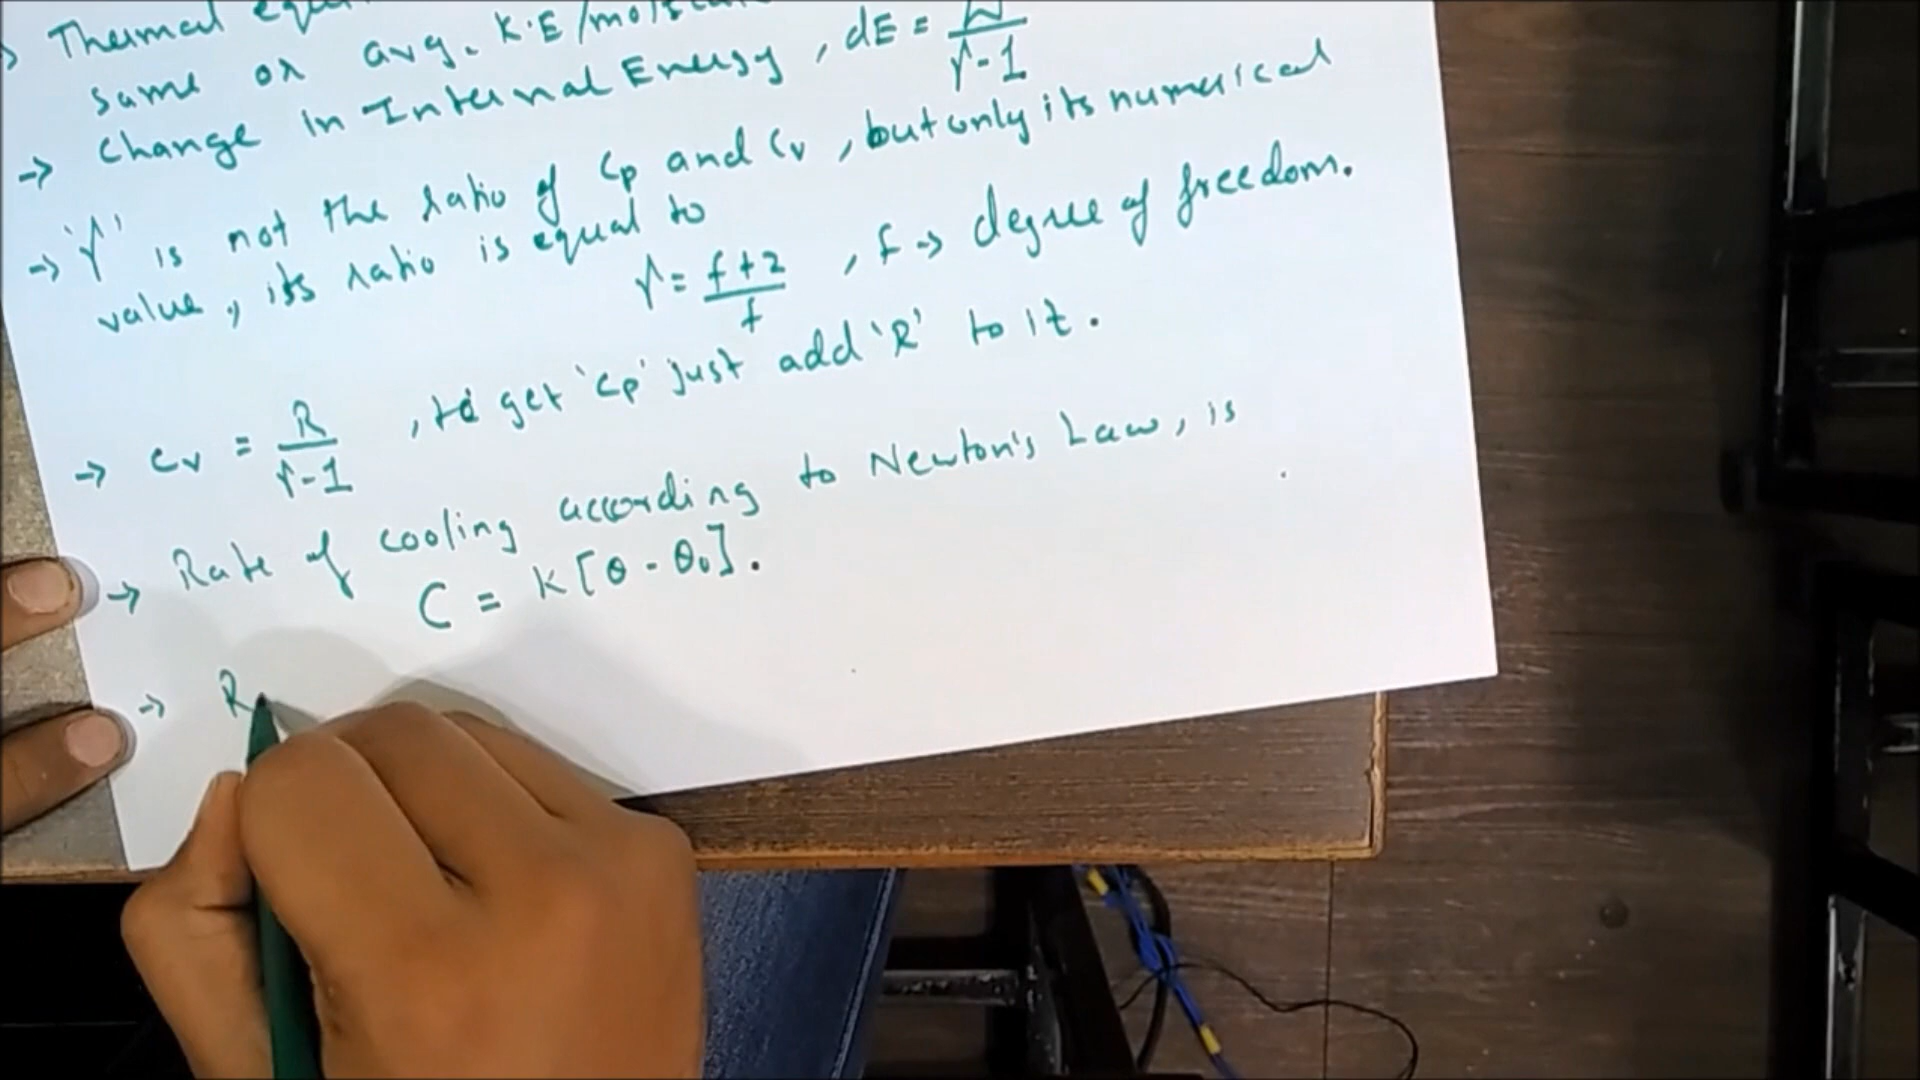 → Thermal
same or avg. K.E/mol
→ Change in Internal Energy, dE = /γ-1
→ 'γ' is not the ratio of Cp and Cv, but only its numerical
value, its ratio is equal to
γ = f+2/f, f → degree of freedom.
→ Cv = R/γ-1, to get 'Cp' just add 'R' to it.
→ Rate of cooling according to Newton's Law, is
C = K[θ - θ₀].
→ R